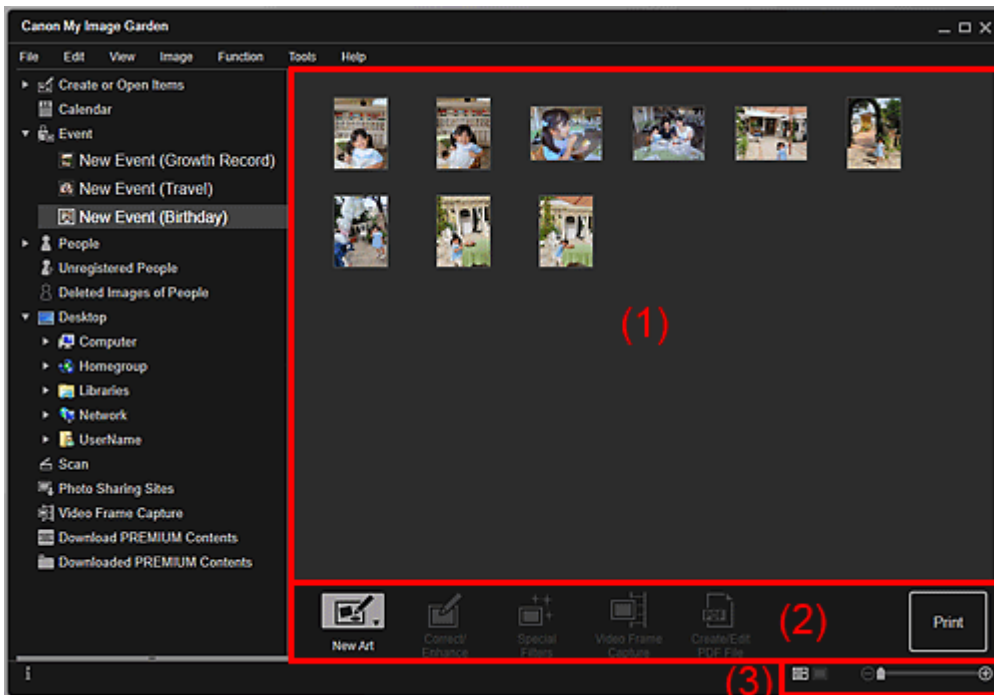 Canon My Image Garden
File Edit View Image Function Tools Help
Create or Open Items
Calendar
Event
New Event (Growth Record)
New Event (Travel)
New Event (Birthday)
People
Unregistered People
Deleted Images of People
Desktop
Computer
Homegroup
Libraries
Network
UserName
Scan
Photo Sharing Sites
Video Frame Capture
Download PREMIUM Contents
Downloaded PREMIUM Contents
(1)
New Art
Correct/
Enhance
Special
Filters
Video Frame
Capture
Create/Edit
PDF File
(2)
Print
(3)